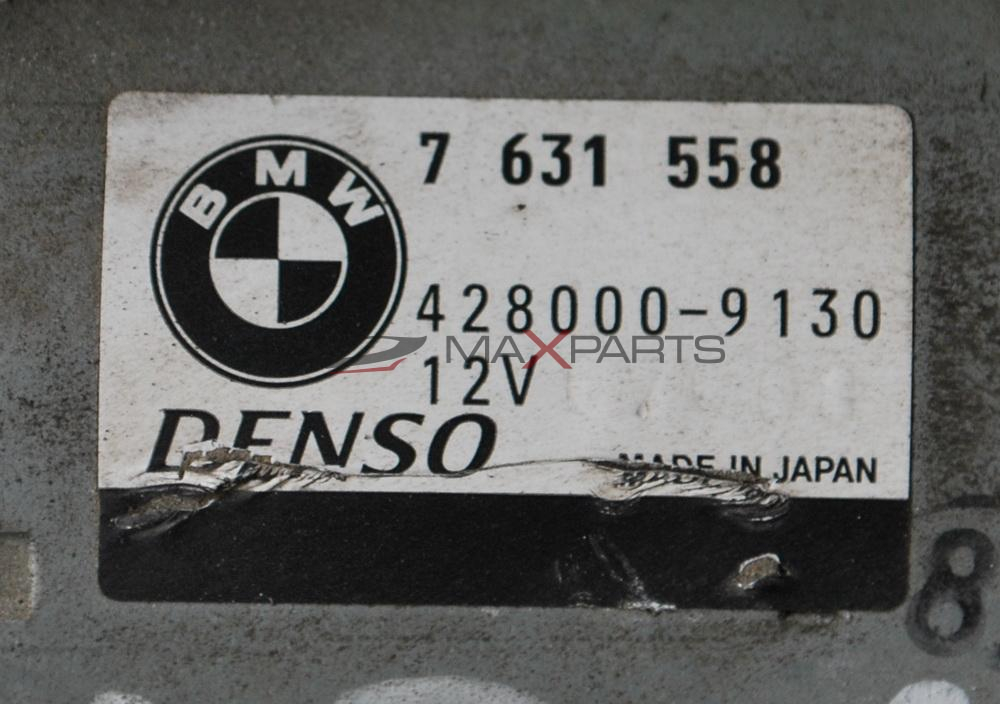 BMW
7 631 558
428000-9130
MAXPARTS
12V
DENSO
MADE IN JAPAN
8